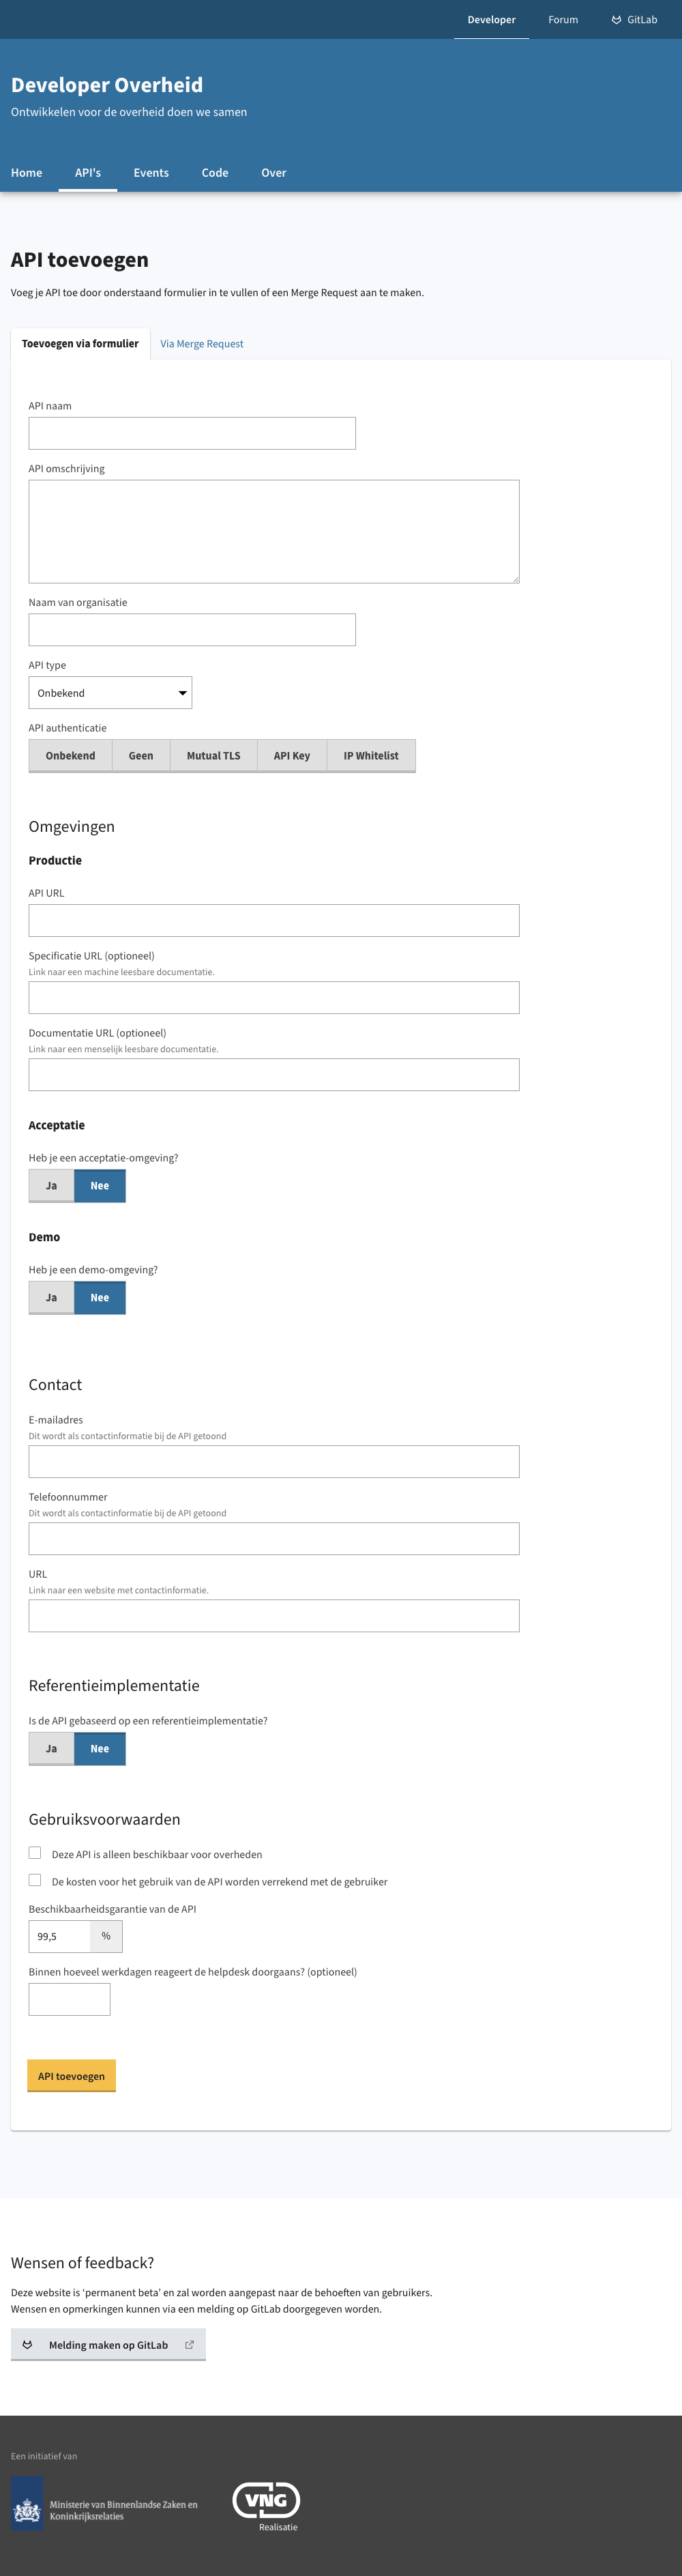 Developer
Forum
GitLab
Developer Overheid
Ontwikkelen voor de overheid doen we samen
Home
API's
Events
Code
Over
API toevoegen
Voeg je API toe door onderstaand formulier in te vullen of een Merge Request aan te maken.
Toevoegen via formulier
Via Merge Request
API naam
API omschrijving
Naam van organisatie
API type
Onbekend
API authenticatie
Onbekend
Geen
Mutual TLS
API Key
IP Whitelist
Omgevingen
Productie
API URL
Specificatie URL (optioneel)
Link naar een machine leesbare documentatie.
Documentatie URL (optioneel)
Link naar een menselijk leesbare documentatie.
Acceptatie
Heb je een acceptatie-omgeving?
Ja
Nee
Demo
Heb je een demo-omgeving?
Ja
Nee
Contact
E-mailadres
Dit wordt als contactinformatie bij de API getoond
Telefoonnummer
Dit wordt als contactinformatie bij de API getoond
URL
Link naar een website met contactinformatie.
Referentieimplementatie
Is de API gebaseerd op een referentieimplementatie?
Ja
Nee
Gebruiksvoorwaarden
Deze API is alleen beschikbaar voor overheden
De kosten voor het gebruik van de API worden verrekend met de gebruiker
Beschikbaarheidsgarantie van de API
99,5
%
Binnen hoeveel werkdagen reageert de helpdesk doorgaans? (optioneel)
API toevoegen
Wensen of feedback?
Deze website is ‘permanent beta’ en zal worden aangepast naar de behoeften van gebruikers.
Wensen en opmerkingen kunnen via een melding op GitLab doorgegeven worden.
Melding maken op GitLab
Een initiatief van
Ministerie van Binnenlandse Zaken en
Koninkrijksrelaties
VNG
Realisatie